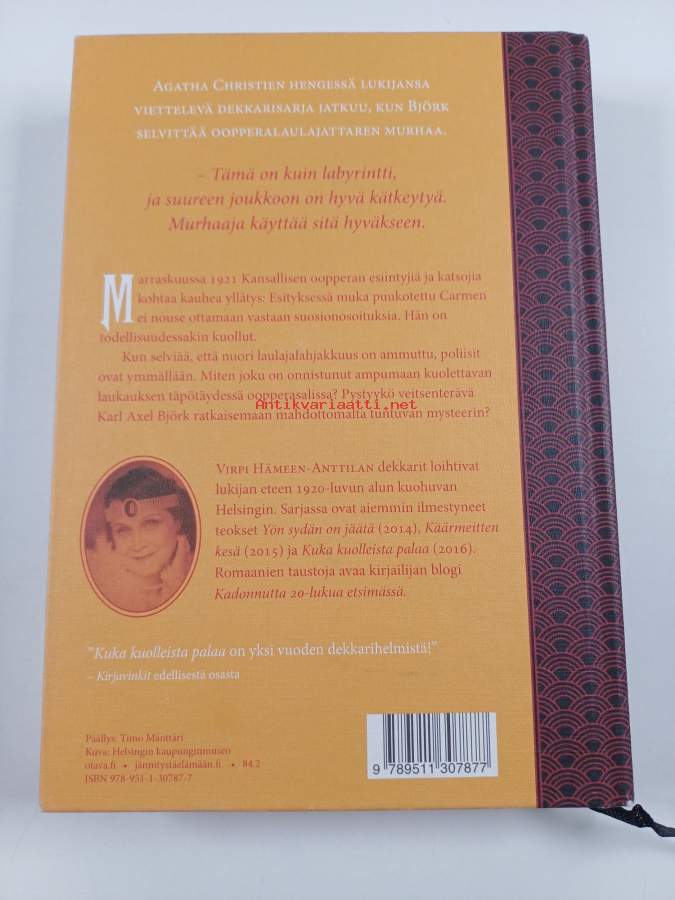 Agatha Christien hengessä lukijansa
viettelevä dekkarisarja jatkuu, kun Björk
selvittää oopperalaulajattaren murhaa.
– Tämä on kuin labyrintti,
ja suureen joukkoon on hyvä kätkeytyä.
Murhaaja käyttää sitä hyväkseen.
Marraskuussa 1921 Kansallisen oopperan esiintyjiä ja katsojia
kohtaa kauhea yllätys: Esityksessä muka puukotettu Carmen
ei nouse ottamaan vastaan suosionosoituksia. Hän on
todellisuudessakin kuollut.
Kun selviää, että nuori laulajalahjakkuus on ammuttu, poliisit
ovat ymmällään. Miten joku on onnistunut ampumaan kuolettavan
laukauksen täpötäydessä oopperasalissa? Pystyykö veitsenterävä
Antikvariaatti.net
Karl Axel Björk ratkaisemaan mahdottomalta tuntuvan mysteerin?
Virpi Hämeen-Anttilan dekkarit loihtivat
lukijan eteen 1920-luvun alun kuohuvan
Helsingin. Sarjassa ovat aiemmin ilmestyneet
teokset Yön sydän on jäätä (2014), Käärmeitten
kesä (2015) ja Kuka kuolleista palaa (2016).
Romaanien taustoja avaa kirjailijan blogi
Kadonnutta 20-lukua etsimässä.
"Kuka kuolleista palaa on yksi vuoden dekkarihelmistä!"
– Kirjavinkit edellisestä osasta
Päällys: Timo Mänttäri
Kuva: Helsingin kaupunginmuseo
otava.fi • jännitystäelämään.fi • 84.2
ISBN 978-951-1-30787-7
9 789511 307877